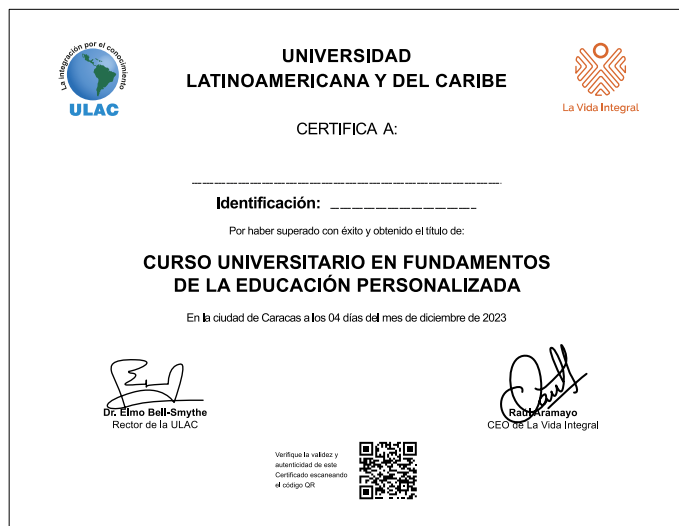 La integración por el conocimiento
ULAC
UNIVERSIDAD
LATINOAMERICANA Y DEL CARIBE
La Vida Integral
CERTIFICA A:
Identificación:
Por haber superado con éxito y obtenido el título de:
CURSO UNIVERSITARIO EN FUNDAMENTOS
DE LA EDUCACIÓN PERSONALIZADA
En la ciudad de Caracas a los 04 días del mes de diciembre de 2023
Dr. Elmo Bell-Smythe
Rector de la ULAC
Raúl Aramayo
CEO de La Vida Integral
Verifique la validez y
autenticidad de este
Certificado escaneando
el código QR